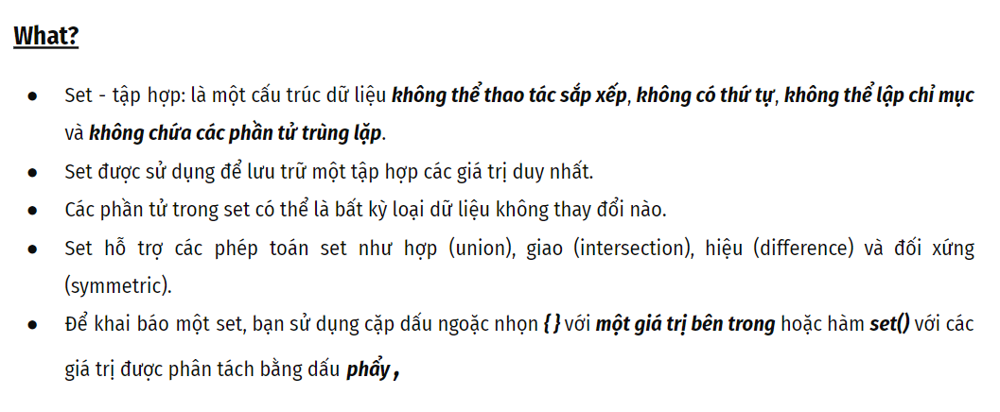 What?
● Set - tập hợp: là một cấu trúc dữ liệu không thể thao tác sắp xếp, không có thứ tự, không thể lập chỉ mục
và không chứa các phần tử trùng lặp.
● Set được sử dụng để lưu trữ một tập hợp các giá trị duy nhất.
● Các phần tử trong set có thể là bất kỳ loại dữ liệu không thay đổi nào.
● Set hỗ trợ các phép toán set như hợp (union), giao (intersection), hiệu (difference) và đối xứng
(symmetric).
● Để khai báo một set, bạn sử dụng cặp dấu ngoặc nhọn { } với một giá trị bên trong hoặc hàm set() với các
giá trị được phân tách bằng dấu phẩy ,